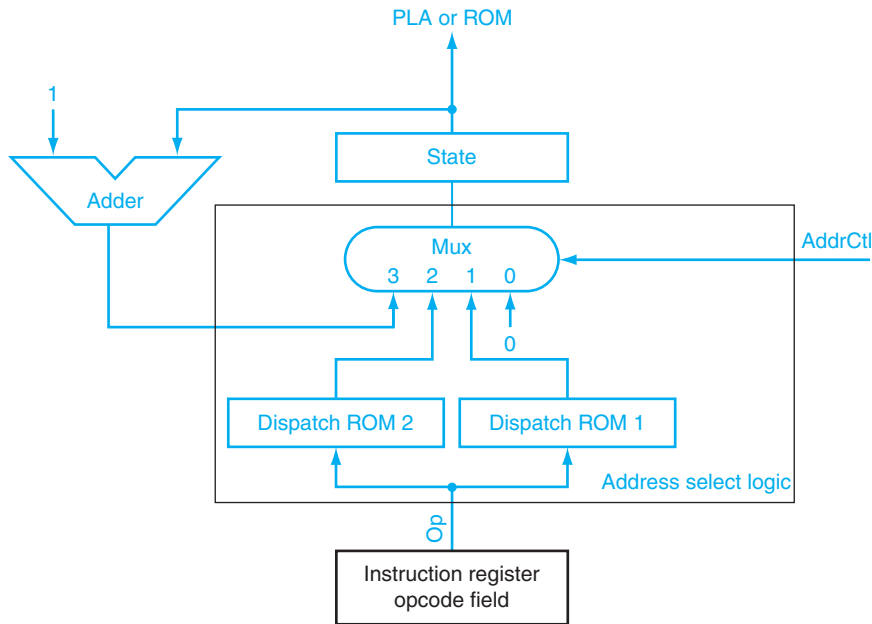 PLA or ROM
1
State
Adder
Mux
AddrCtl
3 2 1 0
0
Dispatch ROM 2
Dispatch ROM 1
Address select logic
Op
Instruction register
opcode field